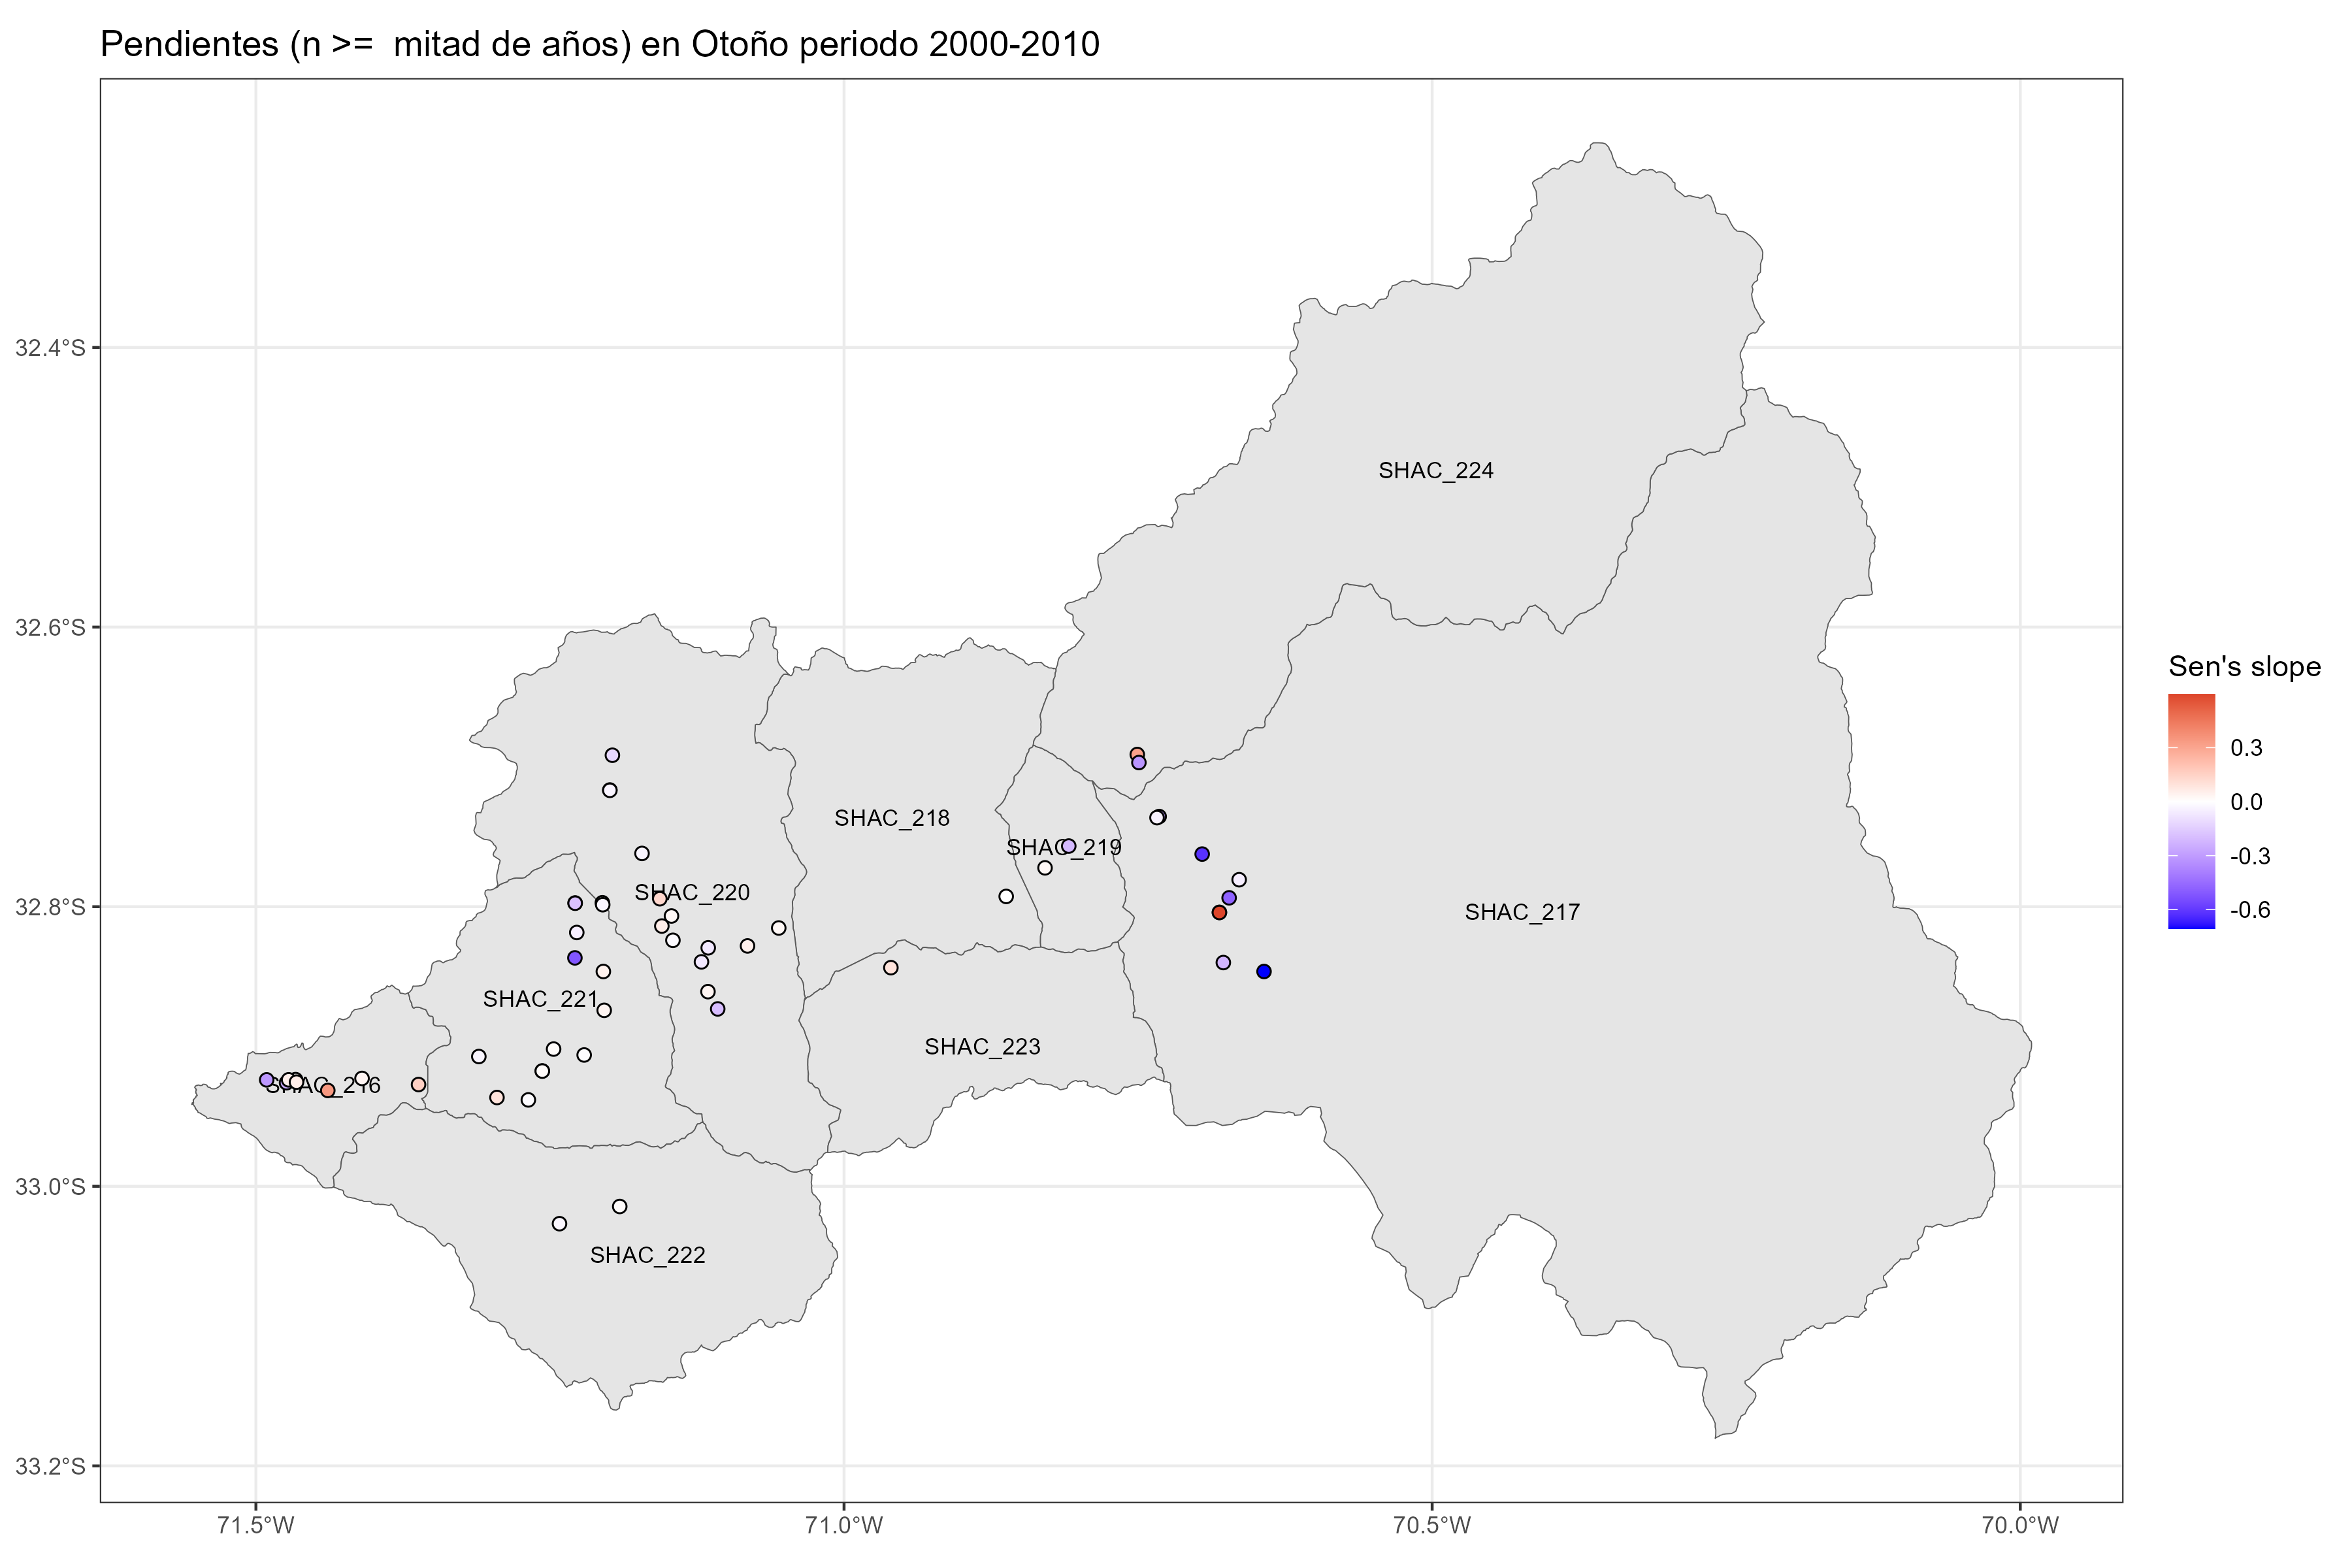 Pendientes (n >=  mitad de años) en Otoño periodo 2000-2010
32.4°S
32.6°S
32.8°S
33.0°S
33.2°S
71.5°W
71.0°W
70.5°W
70.0°W
SHAC_224
SHAC_218
SHAC_219
SHAC_220
SHAC_217
SHAC_221
SHAC_223
SHAC_216
SHAC_222
Sen's slope
0.3
0.0
-0.3
-0.6